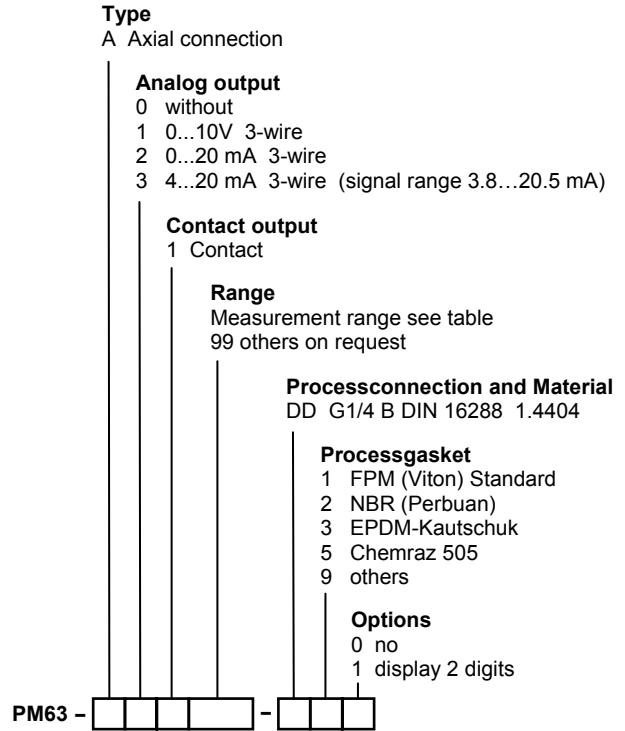 Type
A Axial connection
Analog output
0 without
1 0...10V 3-wire
2 0...20 mA 3-wire
3 4...20 mA 3-wire (signal range 3.8…20.5 mA)
Contact output
1 Contact
Range
Measurement range see table
99 others on request
Processconnection and Material
DD G1/4 B DIN 16288 1.4404
Processgasket
1 FPM (Viton) Standard
2 NBR (Perbuan)
3 EPDM-Kautschuk
5 Chemraz 505
9 others
Options
0 no
1 display 2 digits
PM63 – –